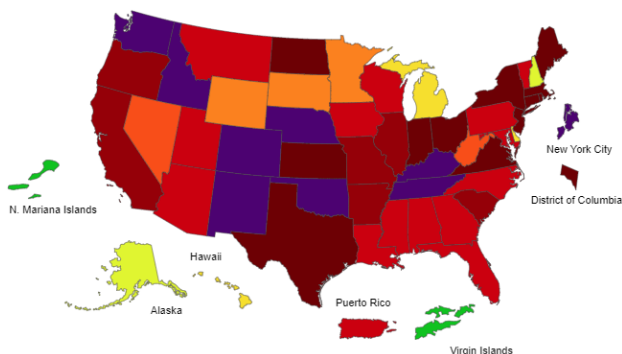 New York City
District of Columbia
N. Mariana Islands
Hawaii
Alaska
Puerto Rico
Virgin Islands